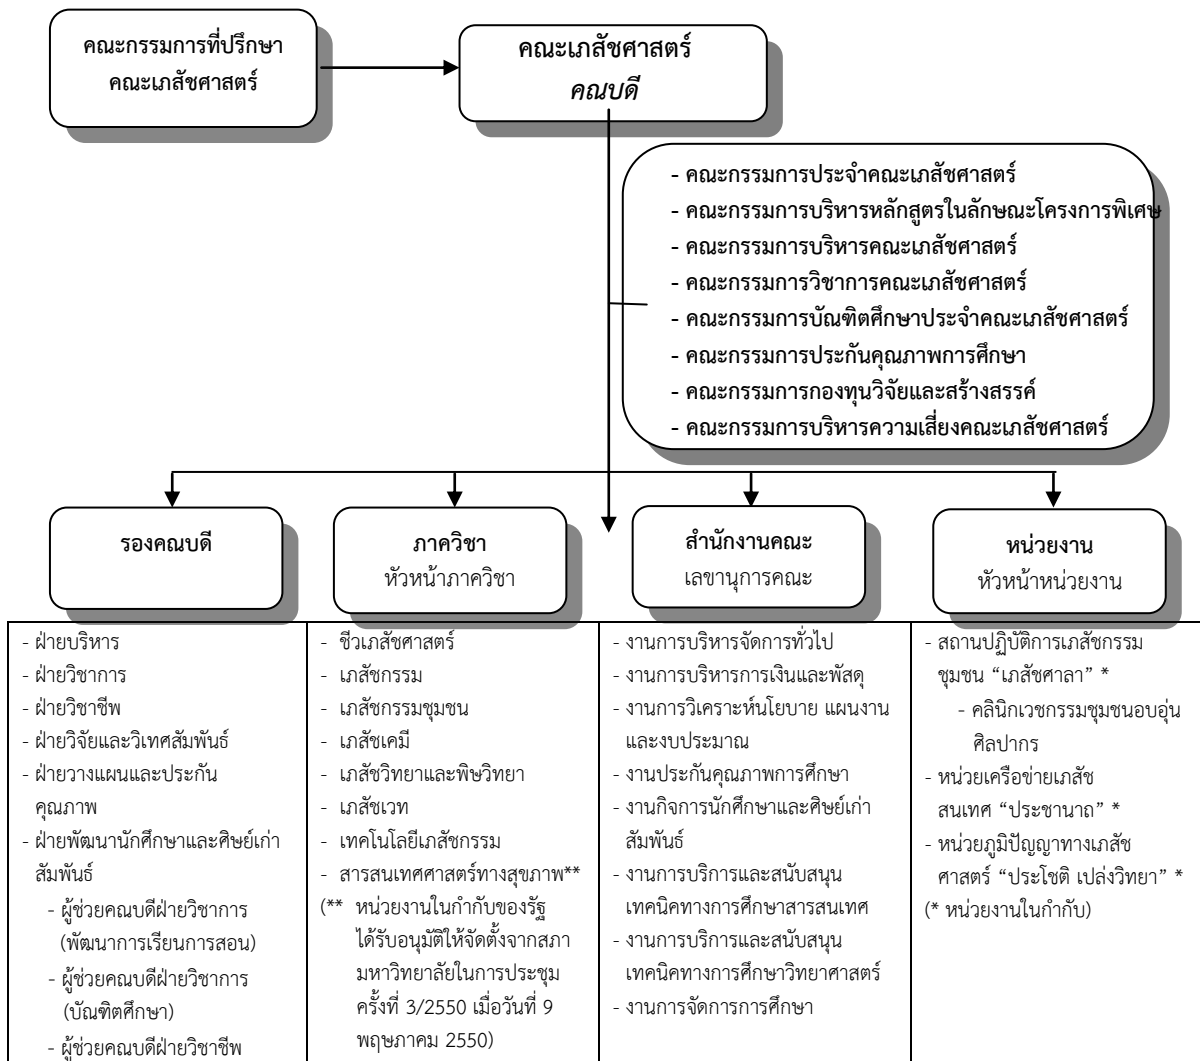 คณะกรรมการที่ปรึกษา
คณะเภสัชศาสตร์
คณะเภสัชศาสตร์
คณบดี
- คณะกรรมการประจำคณะเภสัชศาสตร์
- คณะกรรมการบริหารหลักสูตรในลักษณะโครงการพิเศษ
- คณะกรรมการบริหารคณะเภสัชศาสตร์
- คณะกรรมการวิชาการคณะเภสัชศาสตร์
- คณะกรรมการบัณฑิตศึกษาประจำคณะเภสัชศาสตร์
- คณะกรรมการประกันคุณภาพการศึกษา
- คณะกรรมการกองทุนวิจัยและสร้างสรรค์
- คณะกรรมการบริหารความเสี่ยงคณะเภสัชศาสตร์
รองคณบดี
ภาควิชา
หัวหน้าภาควิชา
สำนักงานคณะ
เลขานุการคณะ
หน่วยงาน
หัวหน้าหน่วยงาน
- ฝ่ายบริหาร
- ฝ่ายวิชาการ
- ฝ่ายวิชาชีพ
- ฝ่ายวิจัยและวิเทศสัมพันธ์
- ฝ่ายวางแผนและประกัน
คุณภาพ
- ฝ่ายพัฒนานักศึกษาและศิษย์เก่า
สัมพันธ์
- ผู้ช่วยคณบดีฝ่ายวิชาการ
(พัฒนาการเรียนการสอน)
- ผู้ช่วยคณบดีฝ่ายวิชาการ
(บัณฑิตศึกษา)
- ผู้ช่วยคณบดีฝ่ายวิชาชีพ
- ชีวเภสัชศาสตร์
- เภสัชกรรม
- เภสัชกรรมชุมชน
- เภสัชเคมี
- เภสัชวิทยาและพิษวิทยา
- เภสัชเวท
- เทคโนโลยีเภสัชกรรม
- สารสนเทศศาสตร์ทางสุขภาพ**
(** หน่วยงานในกำกับของรัฐ
ได้รับอนุมัติให้จัดตั้งจากสภา
มหาวิทยาลัยในการประชุม
ครั้งที่ 3/2550 เมื่อวันที่ 9
พฤษภาคม 2550)
- งานการบริหารจัดการทั่วไป
- งานการบริหารการเงินและพัสดุ
- งานการวิเคราะห์นโยบาย แผนงาน
และงบประมาณ
- งานประกันคุณภาพการศึกษา
- งานกิจการนักศึกษาและศิษย์เก่า
สัมพันธ์
- งานการบริการและสนับสนุน
เทคนิคทางการศึกษาสารสนเทศ
- งานการบริการและสนับสนุน
เทคนิคทางการศึกษาวิทยาศาสตร์
- งานการจัดการการศึกษา
- สถานปฏิบัติการเภสัชกรรม
ชุมชน “เภสัชศาลา” *
- คลินิกเวชกรรมชุมชนอบอุ่น
ศิลปากร
- หน่วยเครือข่ายเภสัช
สนเทศ “ประชานาถ” *
- หน่วยภูมิปัญญาทางเภสัช
ศาสตร์ “ประโชติ เปล่งวิทยา” *
(* หน่วยงานในกำกับ)